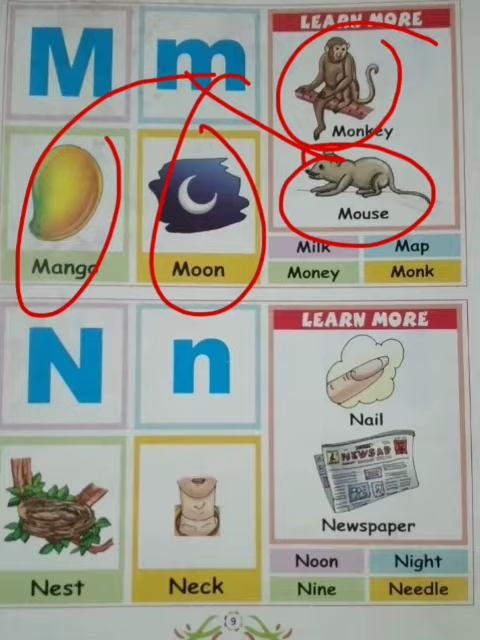 M m
LEARN MORE
Monkey
Mouse
Mango Moon
Milk Map
Money Monk
N n
LEARN MORE
Nail
Newspaper
Nest Neck
Noon Night
Nine Needle
9